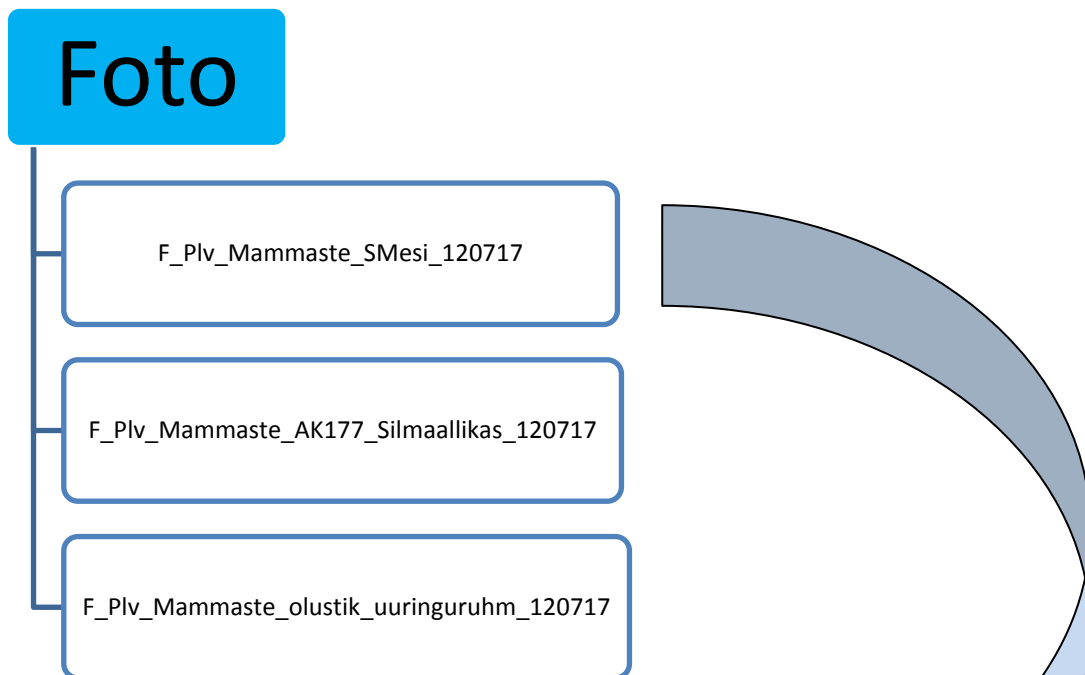 Foto
F_Plv_Mammaste_SMesi_120717
F_Plv_Mammaste_AK177_Silmaallikas_120717
F_Plv_Mammaste_olustik_uuringuruhm_120717